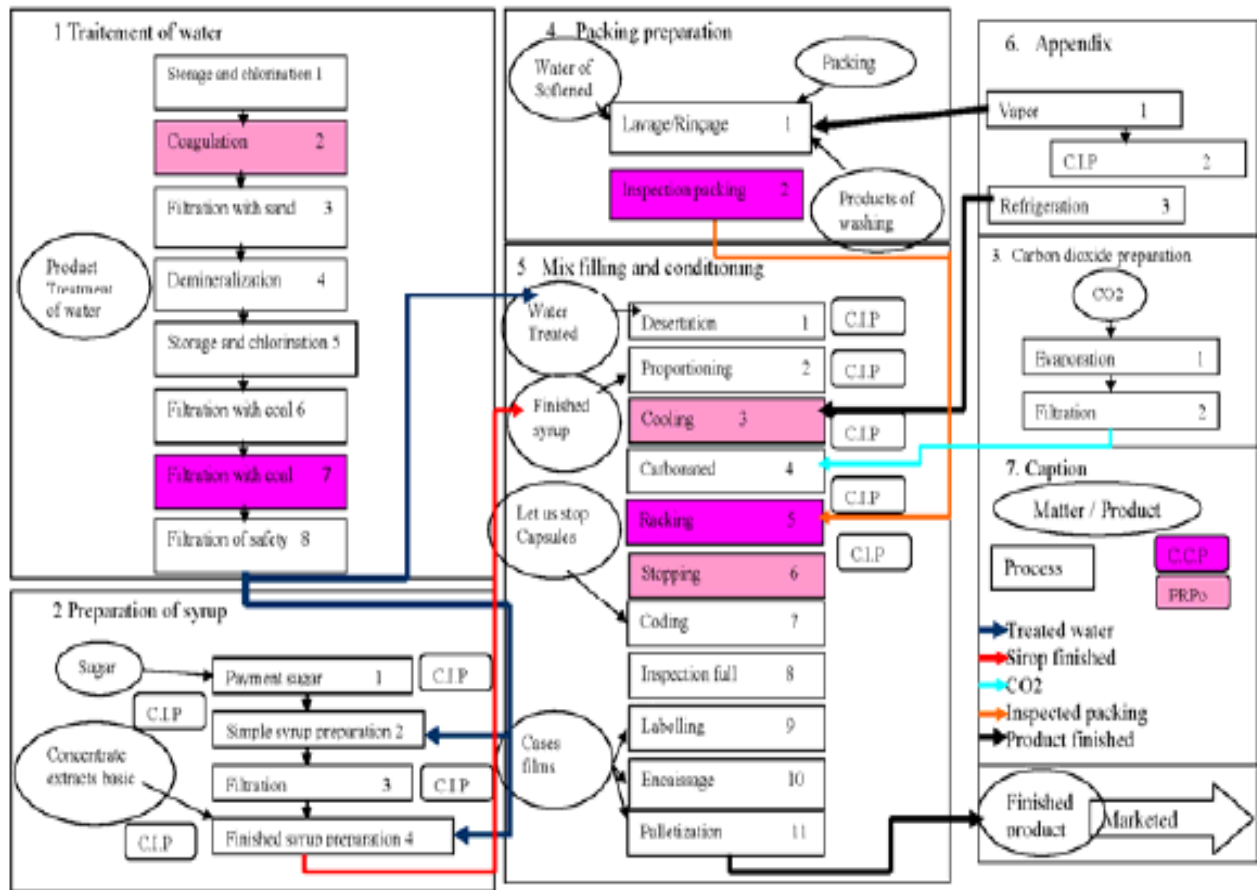 1 Traitement of water
Storage and chlorination 1
Coagulation 2
Filtration with sand 3
Product
Treatment
of water
Demineralization 4
Storage and chlorination 5
Filtration with coal 6
Filtration with coal 7
Filtration of safety 8
2 Preparation of syrup
Sugar
Payment sugar 1
C.I.P
C.I.P
Simple syrup preparation 2
Concentrate
extracts basic
Filtration 3
C.I.P
C.I.P
Finished syrup preparation 4
4. Packing preparation
Water of
Softened
Packing
Lavage/Rinçage 1
Inspection packing 2
Products of
washing
5 Mix filling and conditioning
Water
Treated
Desertation 1
C.I.P
Proportioning 2
C.I.P
Finished
syrup
Cooling 3
C.I.P
Carbonated 4
C.I.P
Let us stop
Capsules
Racking 5
C.I.P
Stopping 6
Coding 7
Inspection full 8
Cases
films
Labelling 9
Encaissage 10
Palletization 11
6. Appendix
Vapor 1
C.I.P 2
Refrigeration 3
3. Carbon dioxide preparation
CO2
Evaporation 1
Filtration 2
7. Caption
Matter / Product
Process
C.C.P
PRPo
Treated water
Sirop finished
CO2
Inspected packing
Product finished
Finished
product
Marketed